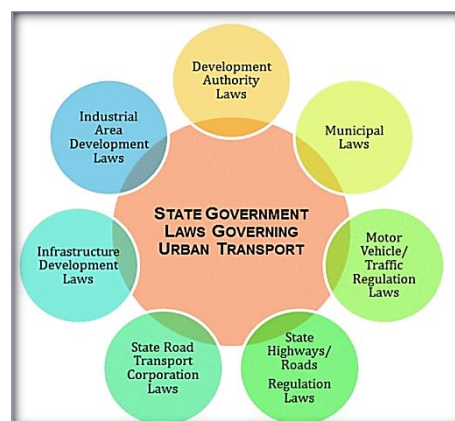 Development
Authority
Laws
Industrial
Area
Development
Laws
Municipal
Laws
STATE GOVERNMENT
LAWS GOVERNING
URBAN TRANSPORT
Infrastructure
Development
Laws
Motor
Vehicle/
Traffic
Regulation
Laws
State Road
Transport
Corporation
Laws
State
Highways/
Roads
Regulation
Laws